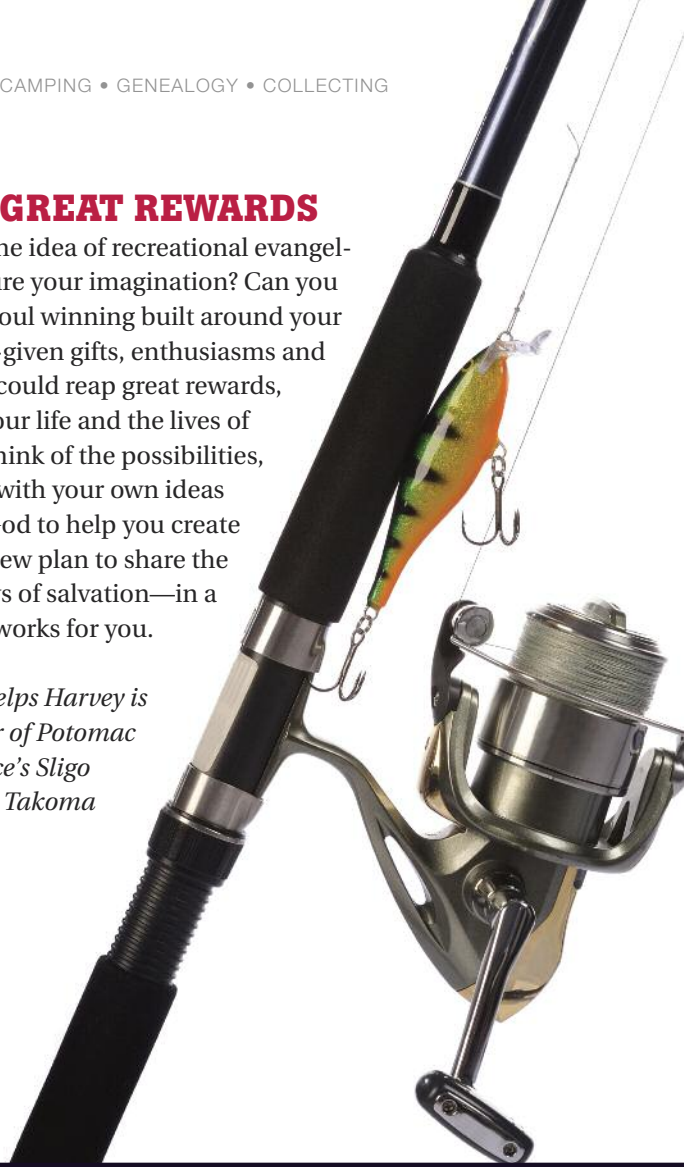 CAMPING • GENEALOGY • COLLECTING
GREAT REWARDS
he idea of recreational evangel-
ure your imagination? Can you
oul winning built around your
-given gifts, enthusiasms and
could reap great rewards,
our life and the lives of
hink of the possibilities,
with your own ideas
od to help you create
ew plan to share the
s of salvation—in a
works for you.
elps Harvey is
r of Potomac
ce’s Sligo
Takoma